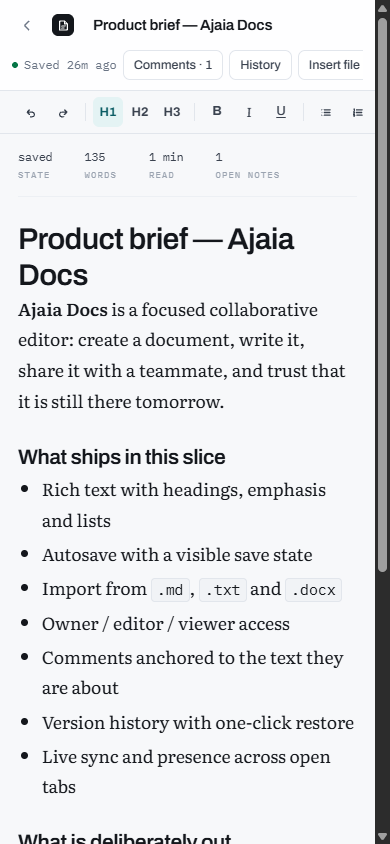 Product brief — Ajaia Docs
Saved 26m ago
Comments · 1
History
Insert file
H1 H2 H3 B I U
saved 135 1 min 1
STATE WORDS READ OPEN NOTES
Product brief — Ajaia
Docs
Ajaia Docs is a focused collaborative
editor: create a document, write it,
share it with a teammate, and trust that
it is still there tomorrow.
What ships in this slice
Rich text with headings, emphasis
and lists
Autosave with a visible save state
Import from .md, .txt and .docx
Owner / editor / viewer access
Comments anchored to the text they
are about
Version history with one-click restore
Live sync and presence across open
tabs
What is deliberately out